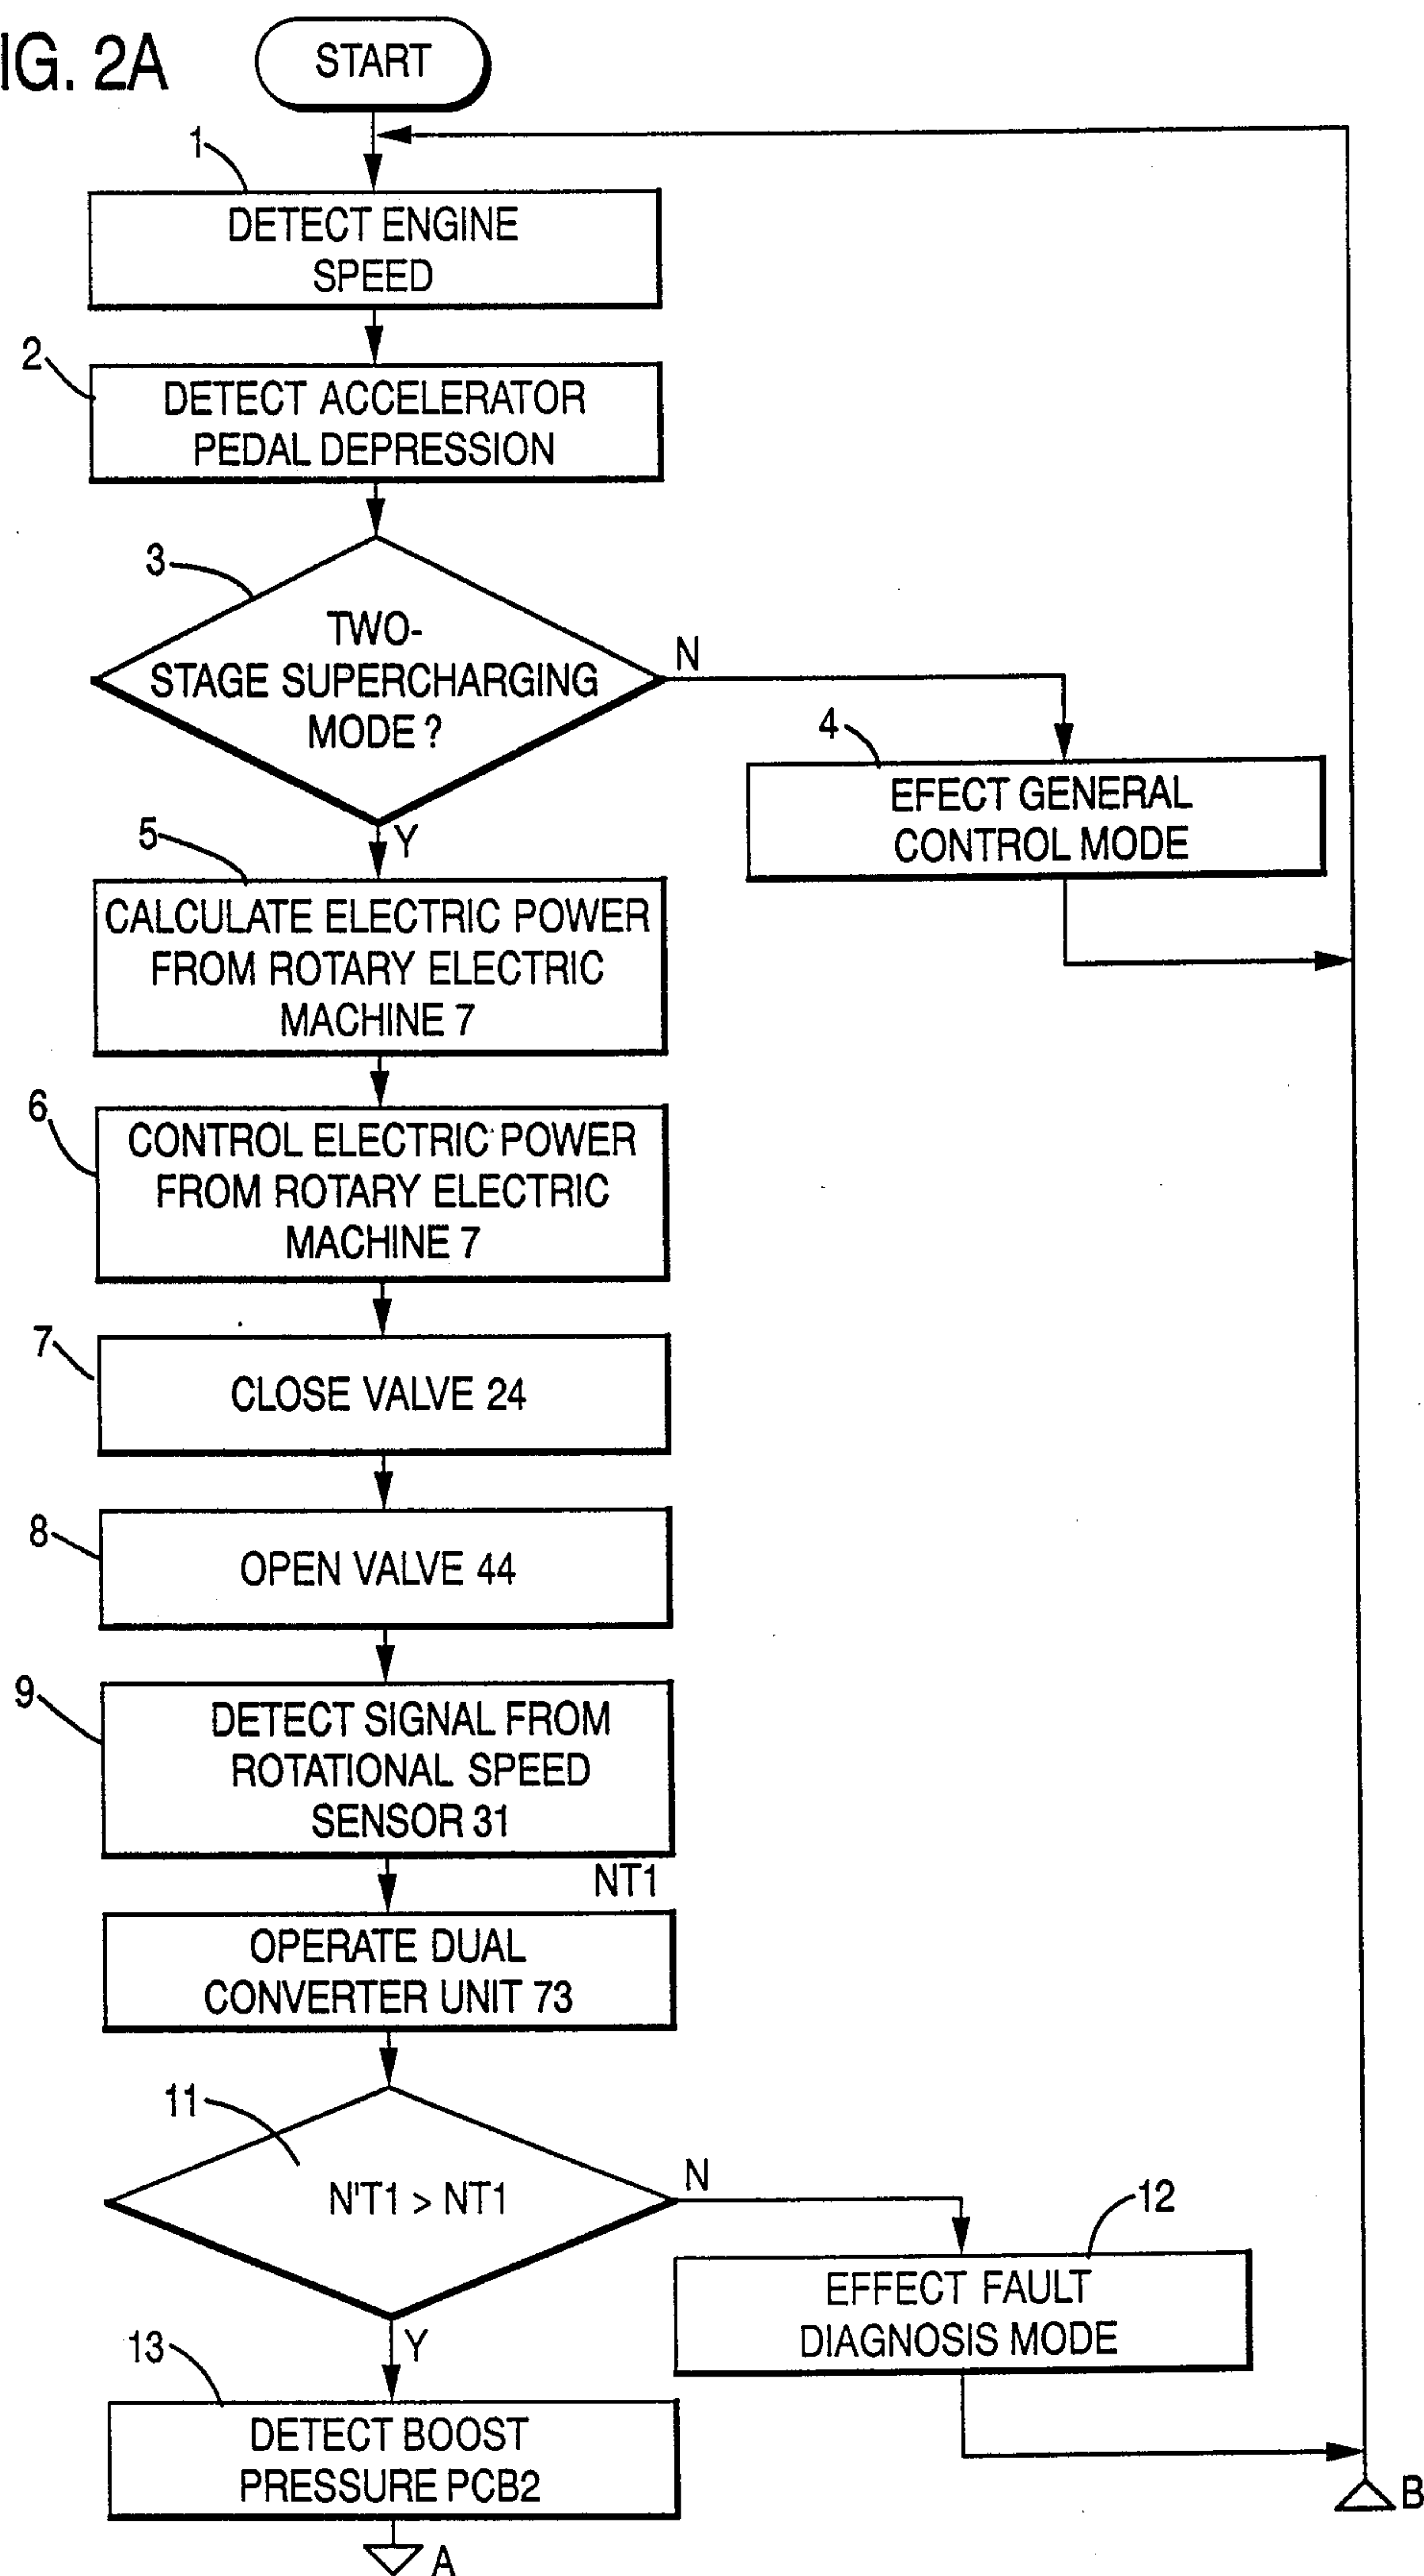 IG. 2A
START
1
DETECT ENGINE
SPEED
2
DETECT ACCELERATOR
PEDAL DEPRESSION
3
TWO-
STAGE SUPERCHARGING
MODE ?
N
4
EFECT GENERAL
CONTROL MODE
Y
5
CALCULATE ELECTRIC POWER
FROM ROTARY ELECTRIC
MACHINE 7
6
CONTROL ELECTRIC POWER
FROM ROTARY ELECTRIC
MACHINE 7
7
CLOSE VALVE 24
8
OPEN VALVE 44
9
DETECT SIGNAL FROM
ROTATIONAL SPEED
SENSOR 31
NT1
OPERATE DUAL
CONVERTER UNIT 73
11
N'T1 > NT1
N
12
EFFECT FAULT
DIAGNOSIS MODE
Y
13
DETECT BOOST
PRESSURE PCB2
B
A